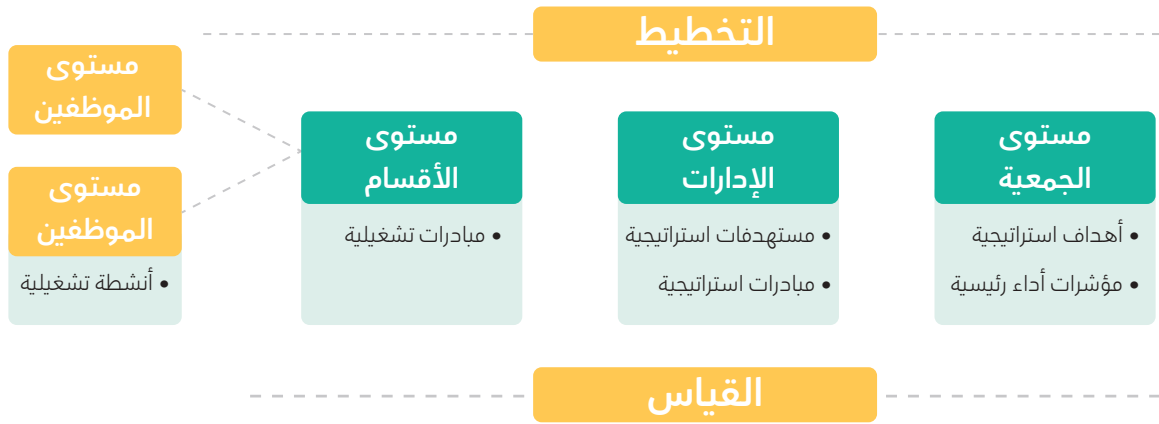 التخطيط
مستوى
الجمعية
• أهداف استراتيجية
• مؤشرات أداء رئيسية
مستوى
الإدارات
• مستهدفات استراتيجية
• مبادرات استراتيجية
مستوى
الأقسام
• مبادرات تشغيلية
مستوى
الموظفين
مستوى
الموظفين
• أنشطة تشغيلية
القياس